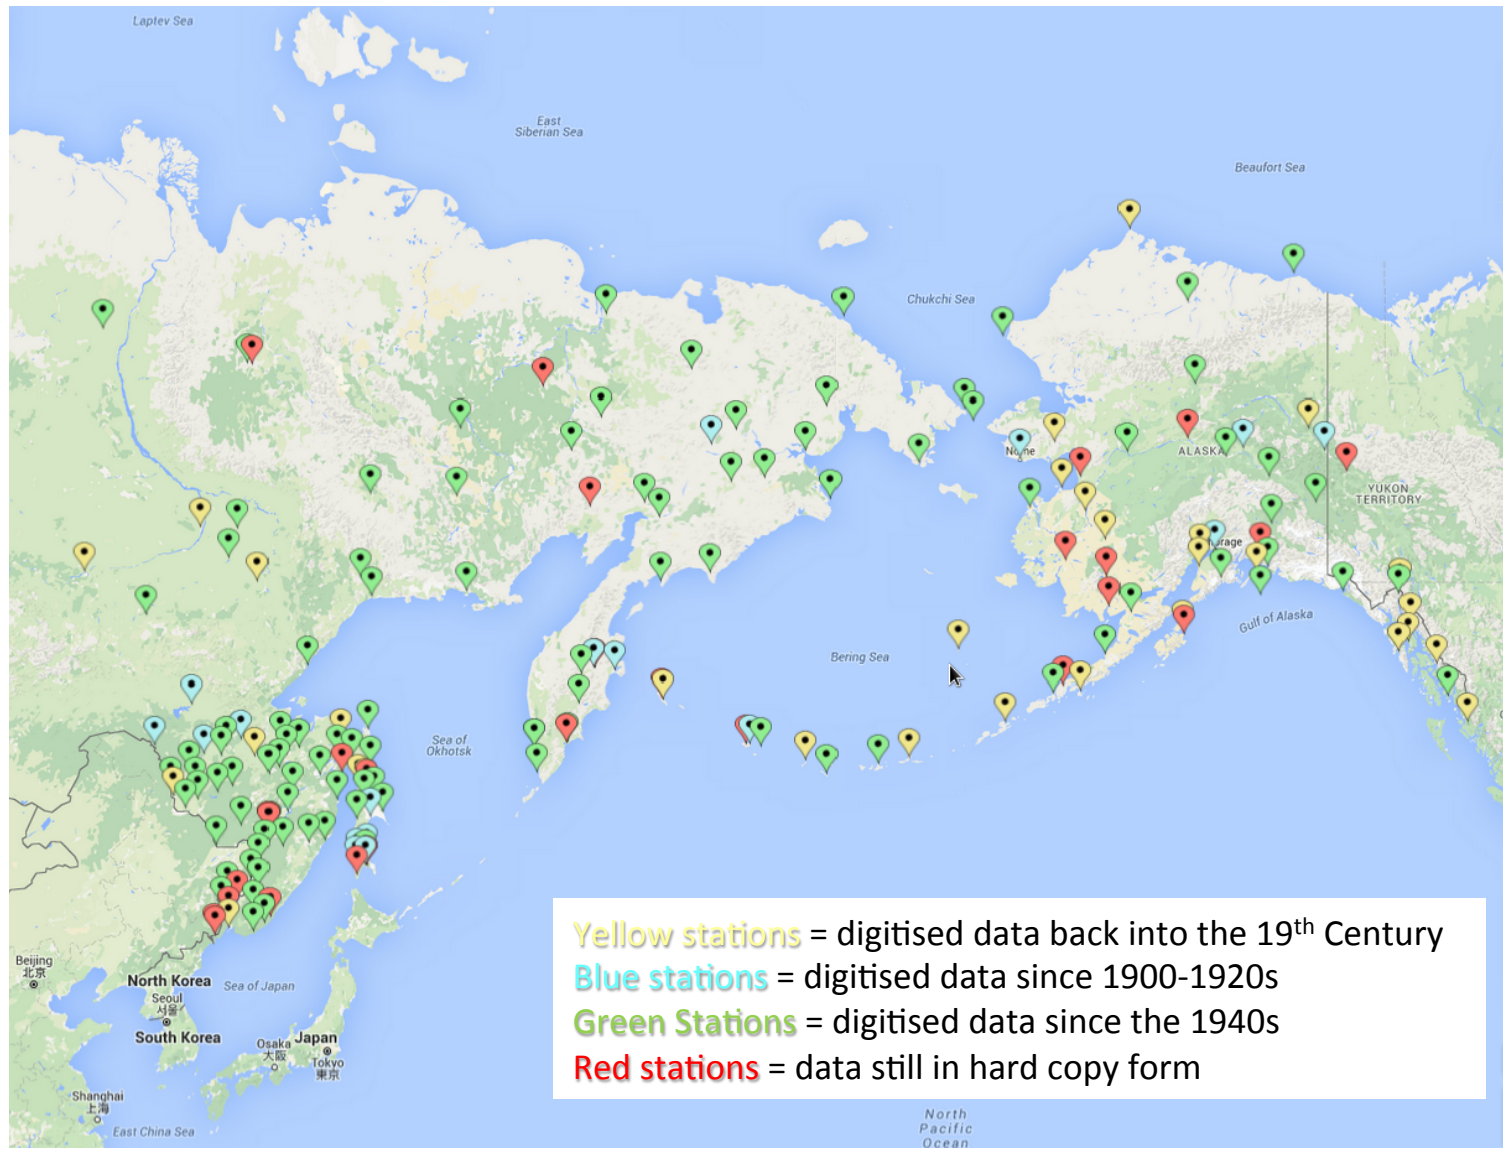 Laptev Sea
East
Siberian Sea
Beaufort Sea
Chukchi Sea
Nome
ALASKA
YUKON
TERRITORY
rage
Gulf of Alaska
Bering Sea
Sea of
Okhotsk
Beijing
北京
North Korea
Seoul
서울
South Korea
Sea of Japan
Osaka
大阪
Japan
Tokyo
東京
Shanghai
上海
East China Sea
Yellow stations = digitised data back into the 19th Century
Blue stations = digitised data since 1900-1920s
Green Stations = digitised data since the 1940s
Red stations = data still in hard copy form
North
Pacific
Ocean